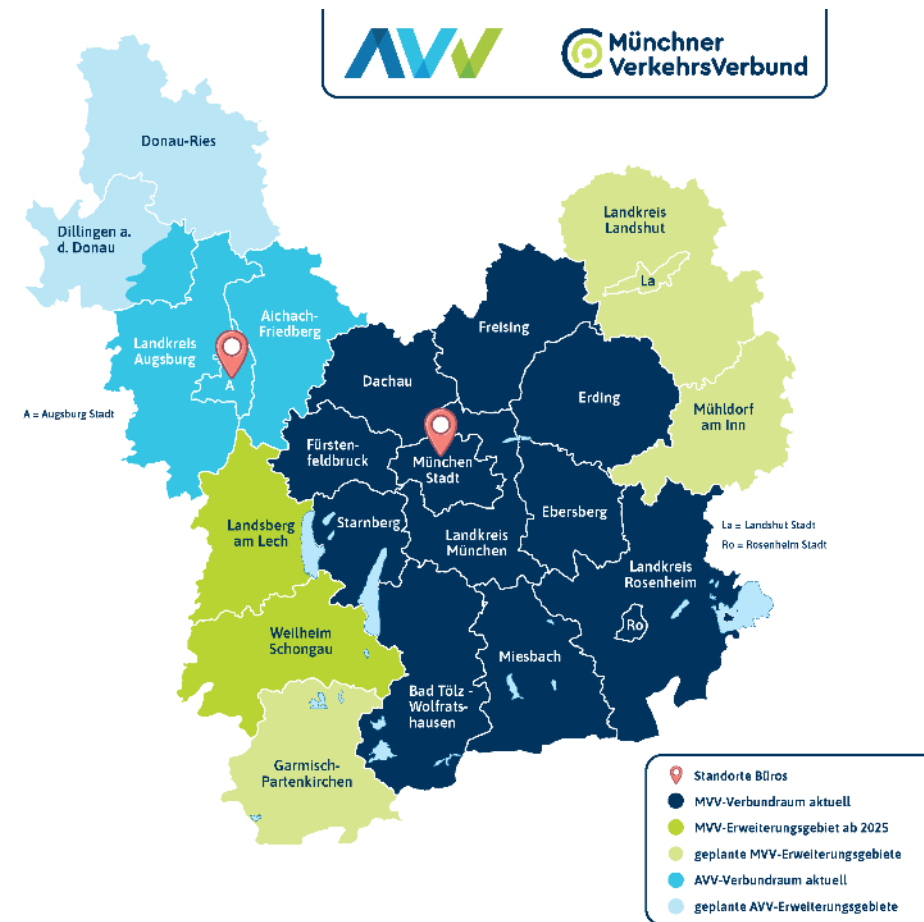 AVV
Münchner
VerkehrsVerbund
Donau-Ries
Dillingen a.
d. Donau
Landkreis
Landshut
La
Aichach-
Friedberg
Landkreis
Augsburg
A
A = Augsburg Stadt
Freising
Dachau
Erding
Mühldorf
am Inn
Fürsten-
feldbruck
München
Stadt
Landsberg
am Lech
Starnberg
Ebersberg
Landkreis
München
La = Landshut Stadt
Ro = Rosenheim Stadt
Landkreis
Rosenheim
Ro
Weilheim
Schongau
Miesbach
Bad Tölz -
Wolfrats-
hausen
Garmisch-
Partenkirchen
Standorte Büros
MVV-Verbundraum aktuell
MVV-Erweiterungsgebiet ab 2025
geplante MVV-Erweiterungsgebiete
AVV-Verbundraum aktuell
geplante AVV-Erweiterungsgebiete